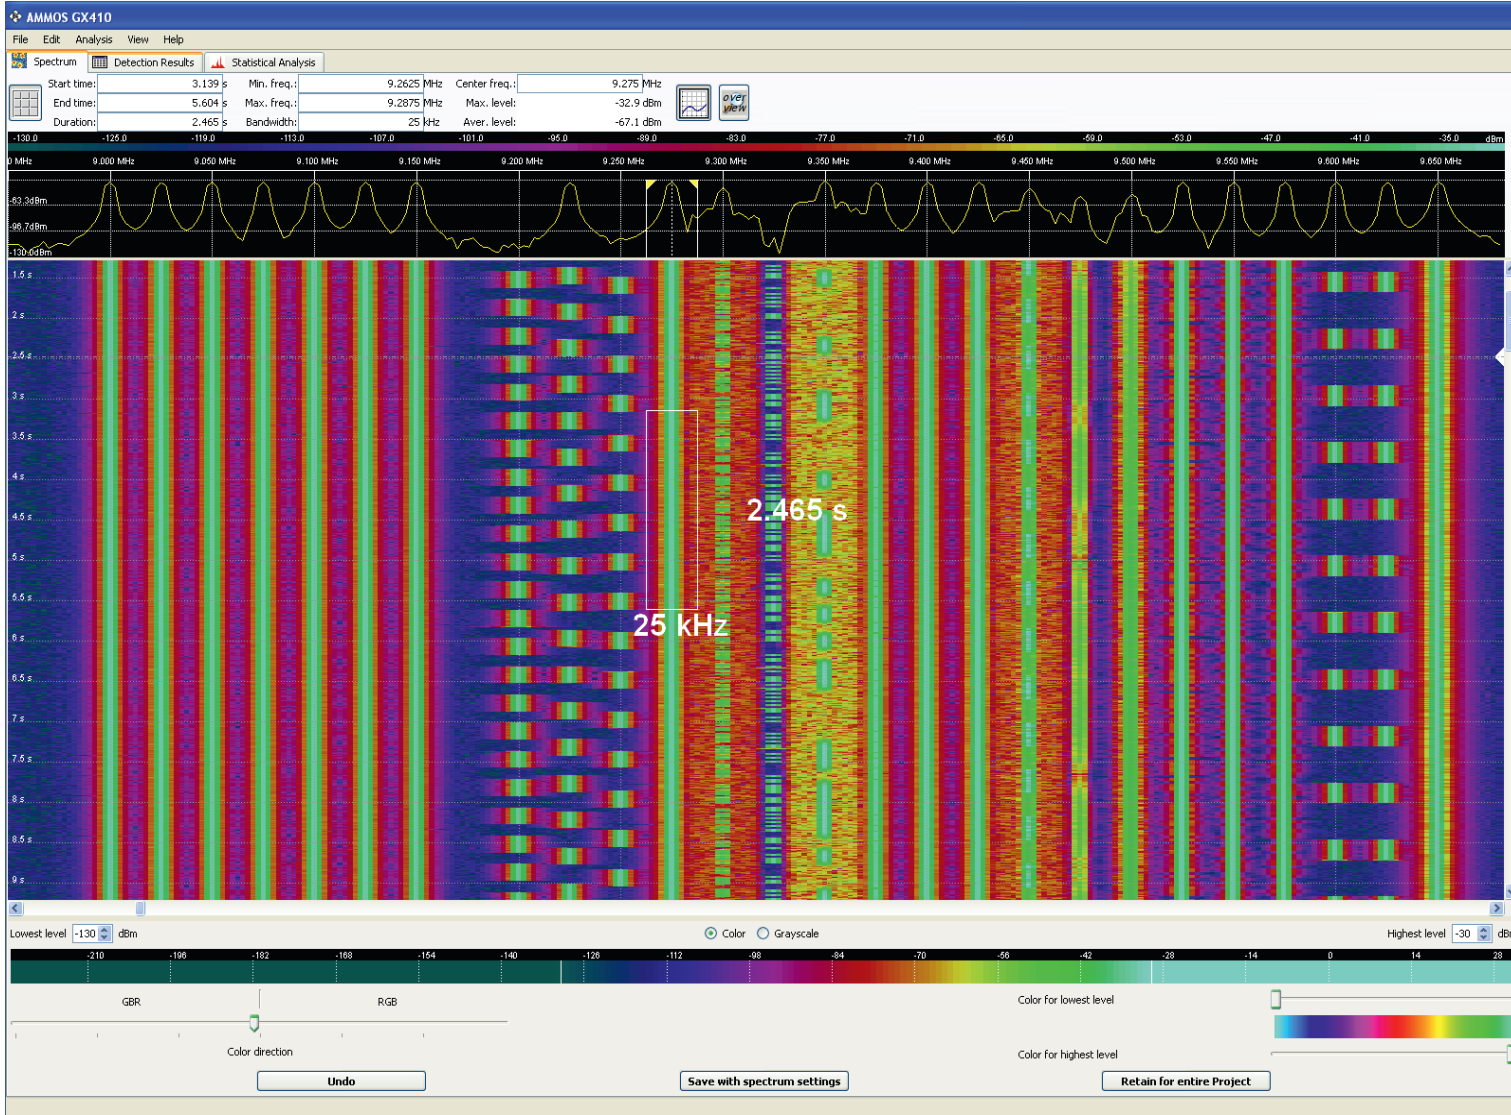 AMMOS GX410
File Edit Analysis View Help
Spectrum Detection Results Statistical Analysis
Start time: 3.139 s Min. freq.: 9.2625 MHz Center freq.: 9.275 MHz
End time: 5.604 s Max. freq.: 9.2875 MHz Max. level: -32.9 dBm
Duration: 2.465 s Bandwidth: 25 kHz Aver. level: -67.1 dBm
over view
-130.0 -125.0 -119.0 -113.0 -107.0 -101.0 -95.0 -89.0 -83.0 -77.0 -71.0 -65.0 -59.0 -53.0 -47.0 -41.0 -35.0 dBm
0 MHz 9.000 MHz 9.050 MHz 9.100 MHz 9.150 MHz 9.200 MHz 9.250 MHz 9.300 MHz 9.350 MHz 9.400 MHz 9.450 MHz 9.500 MHz 9.550 MHz 9.600 MHz 9.650 MHz
-63.3dBm
-96.7dBm
-130.0dBm
1.5 s
2 s
2.5 s
3 s
3.5 s
4 s
4.5 s
2.465 s
5 s
5.5 s
25 kHz
6 s
6.5 s
7 s
7.5 s
8 s
8.5 s
9 s
Lowest level -130 dBm Color Grayscale Highest level -30 dBm
-210 -196 -182 -168 -154 -140 -126 -112 -98 -84 -70 -56 -42 -28 -14 0 14 28
GBR RGB Color for lowest level
Color direction Color for highest level
Undo Save with spectrum settings Retain for entire Project